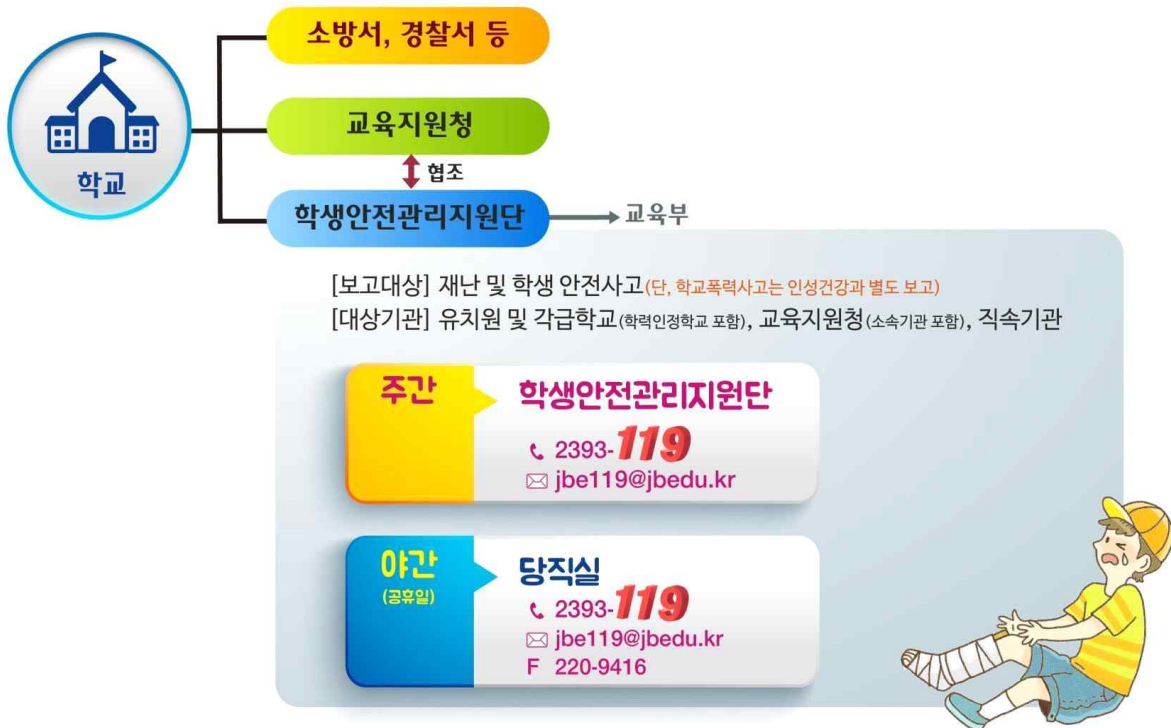 소방서, 경찰서 등
교육지원청
협조
학교
학생안전관리지원단
교육부
[보고대상] 재난 및 학생 안전사고(단, 학교폭력사고는 인성건강과 별도 보고)
[대상기관] 유치원 및 각급학교(학력인정학교 포함), 교육지원청(소속기관 포함), 직속기관
주간
학생안전관리지원단
2393-119
jbe119@jbedu.kr
야간
(공휴일)
당직실
2393-119
jbe119@jbedu.kr
F 220-9416